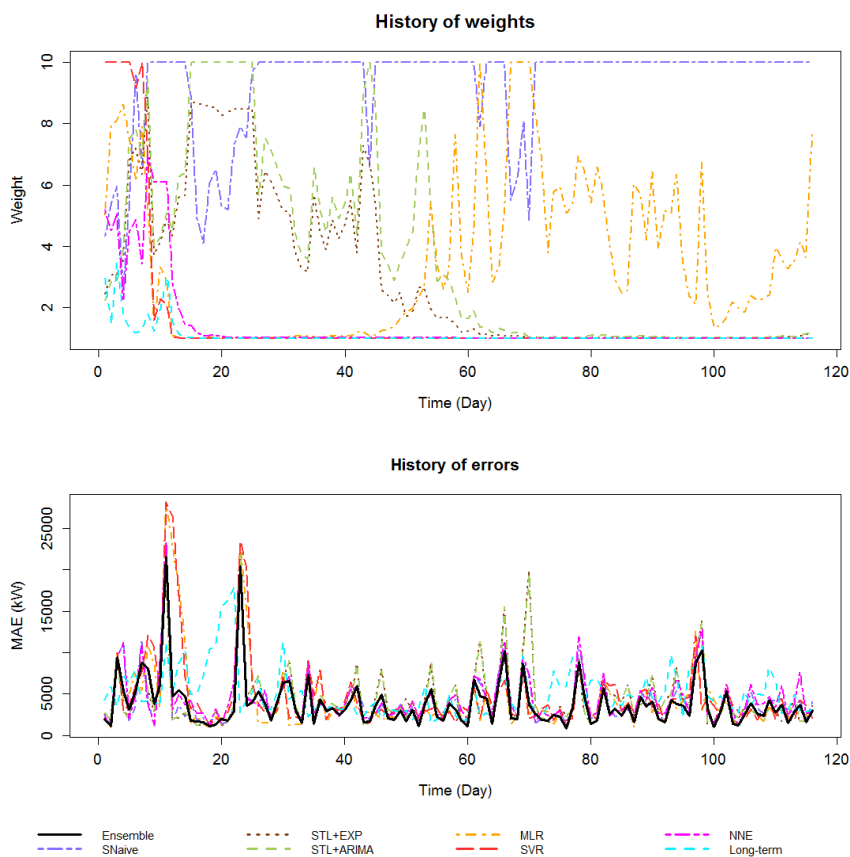 History of weights
10
8
6
4
2
Weight
0 20 40 60 80 100 120
Time (Day)
History of errors
25000
15000
5000
0
MAE (kW)
0 20 40 60 80 100 120
Time (Day)
Ensemble STL+EXP MLR NNE
SNaive STL+ARIMA SVR Long-term